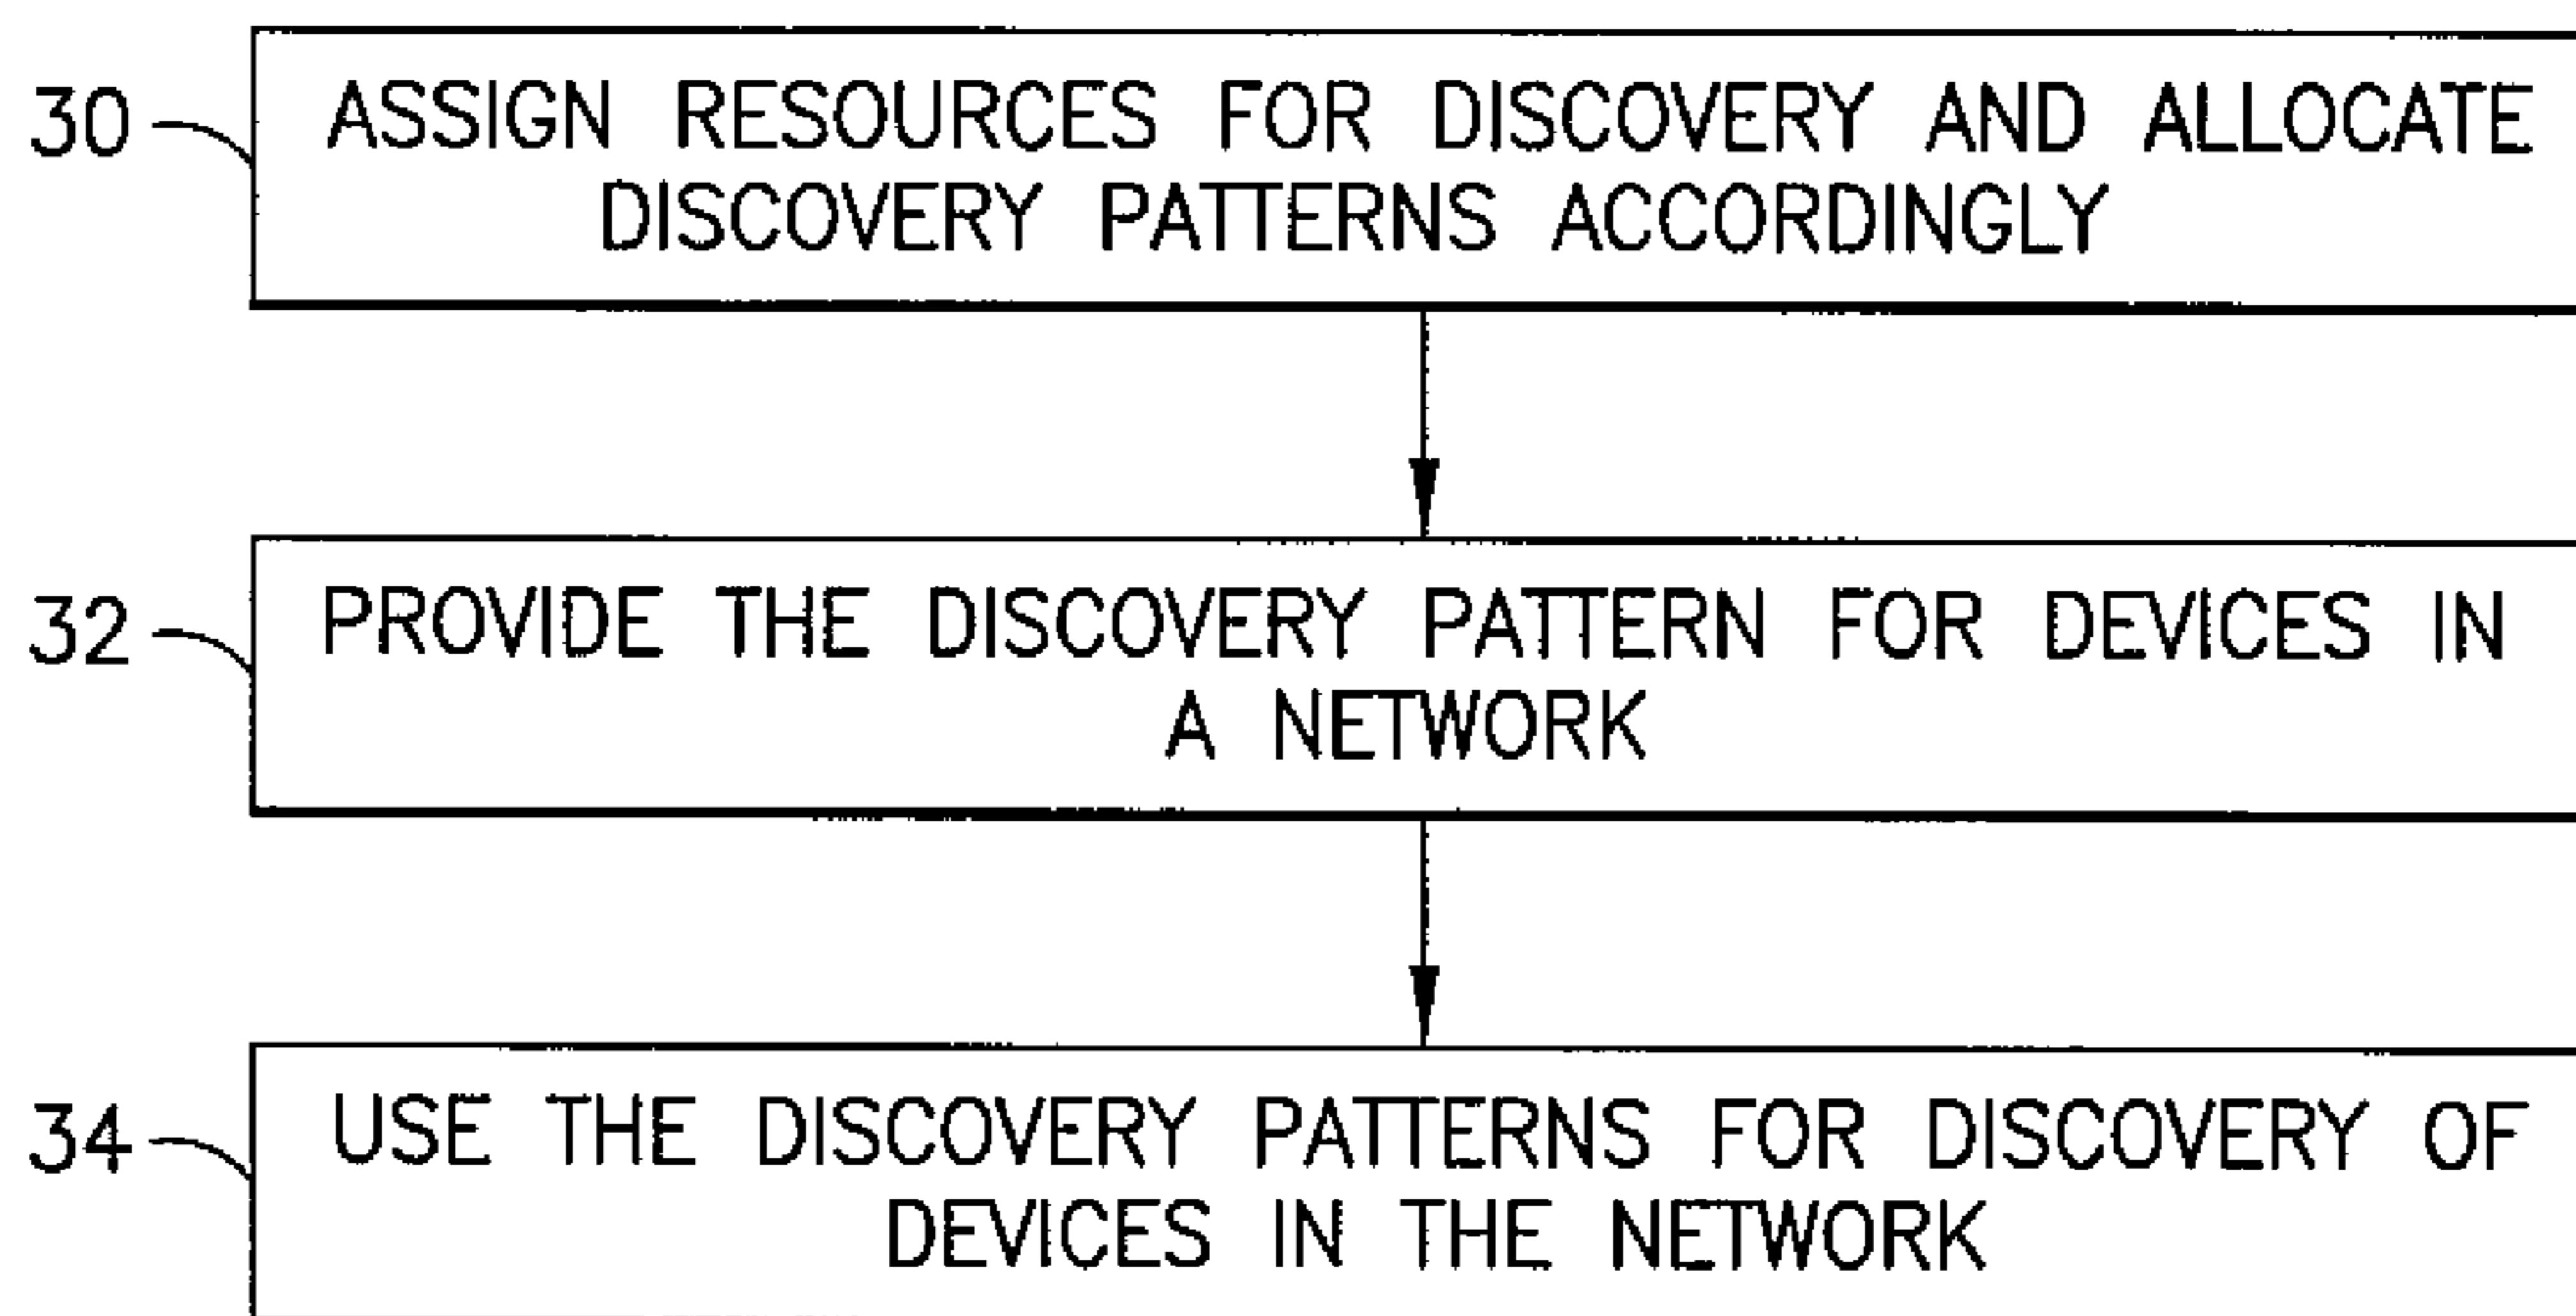 30
ASSIGN RESOURCES FOR DISCOVERY AND ALLOCATE
DISCOVERY PATTERNS ACCORDINGLY
32
PROVIDE THE DISCOVERY PATTERN FOR DEVICES IN
A NETWORK
34
USE THE DISCOVERY PATTERNS FOR DISCOVERY OF
DEVICES IN THE NETWORK